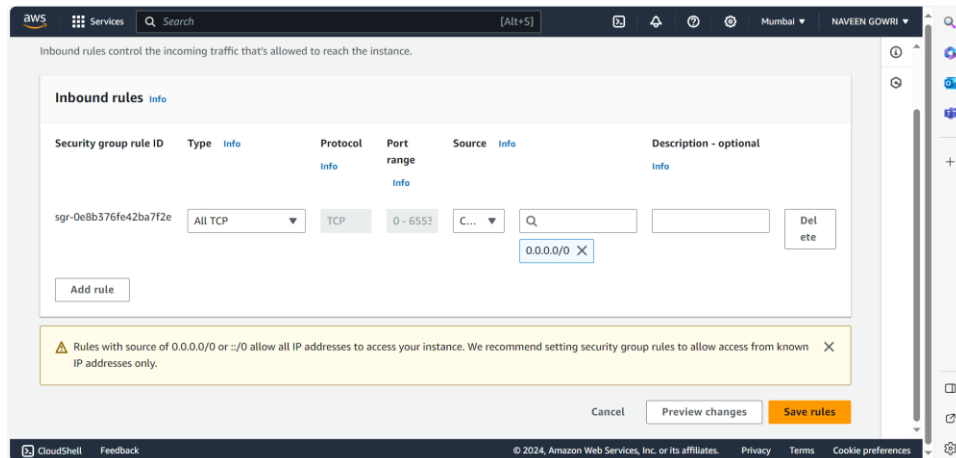 aws Services Search [Alt+S] Mumbai NAVEEN GOWRI
Inbound rules control the incoming traffic that's allowed to reach the instance.
Inbound rules Info
Security group rule ID Type Info Protocol Info Port range Info Source Info Description - optional Info
sgr-0e8b376fe42ba7f2e All TCP TCP 0 - 6553 C... Del
ete
0.0.0.0/0
Add rule
Rules with source of 0.0.0.0/0 or ::/0 allow all IP addresses to access your instance. We recommend setting security group rules to allow access from known
IP addresses only.
Cancel Preview changes Save rules
CloudShell Feedback © 2024, Amazon Web Services, Inc. or its affiliates. Privacy Terms Cookie preferences